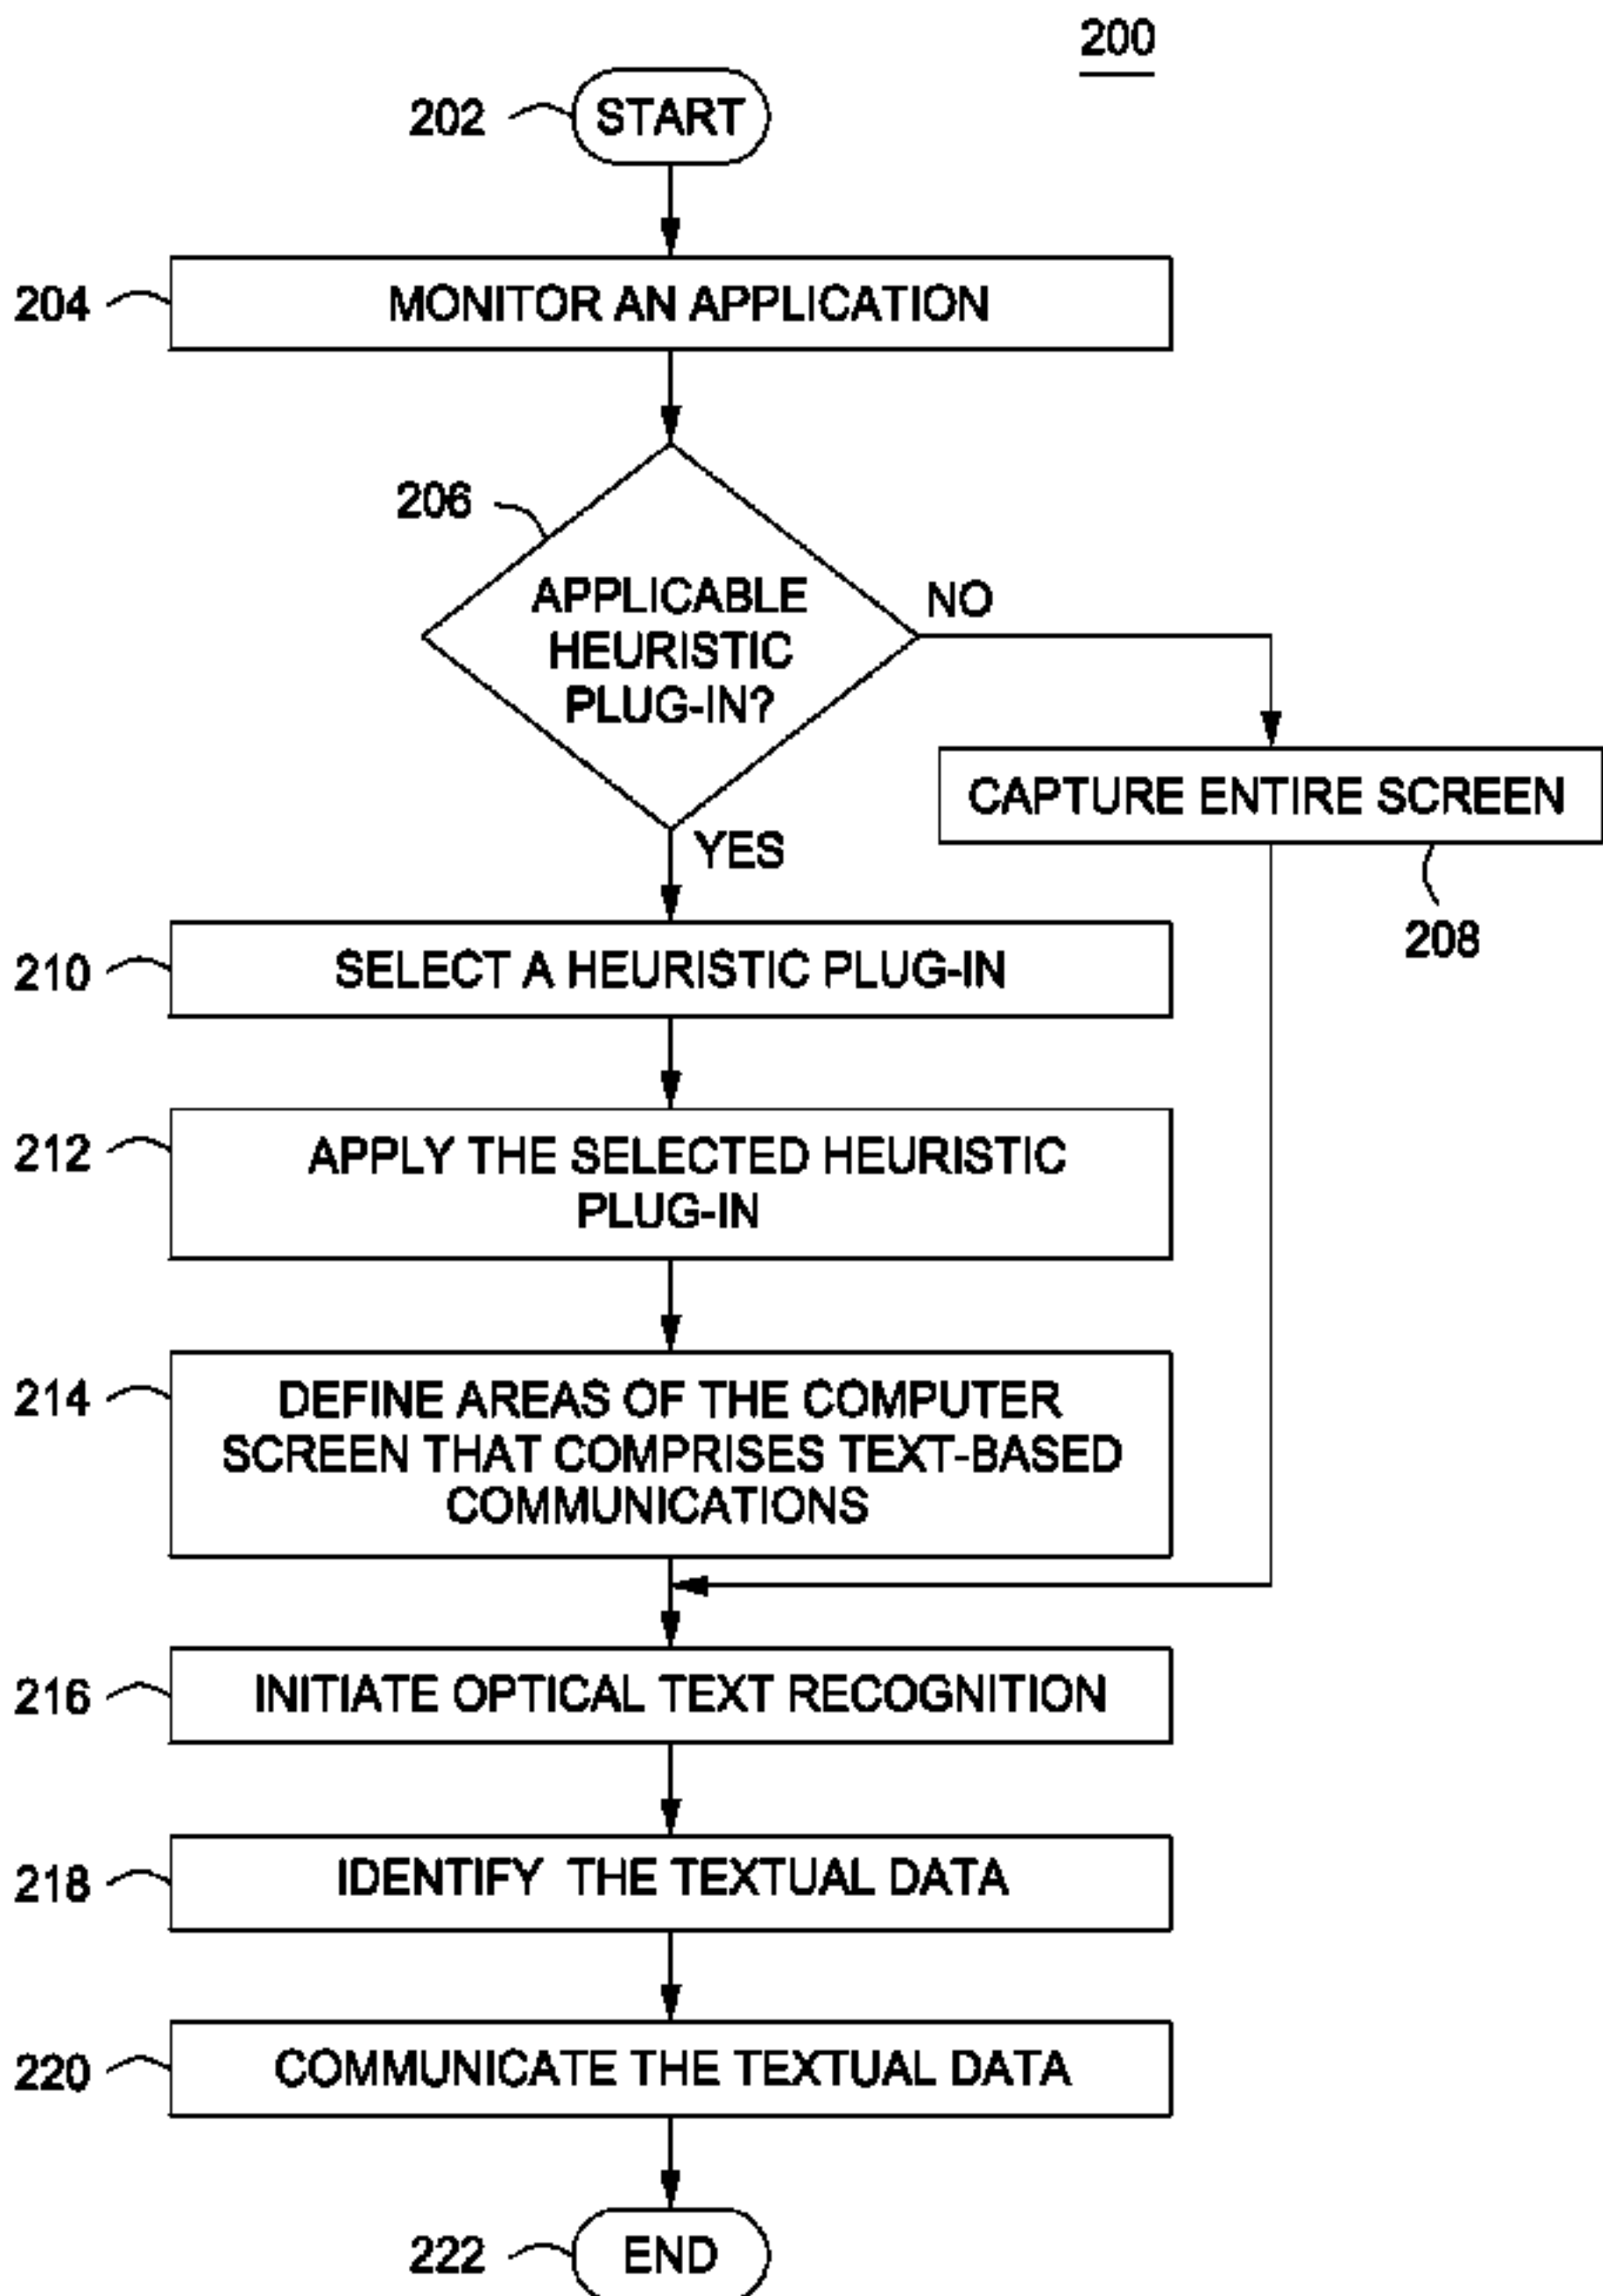 200
202
START
204
MONITOR AN APPLICATION
206
APPLICABLE
HEURISTIC
PLUG-IN?
NO
CAPTURE ENTIRE SCREEN
208
YES
210
SELECT A HEURISTIC PLUG-IN
212
APPLY THE SELECTED HEURISTIC
PLUG-IN
214
DEFINE AREAS OF THE COMPUTER
SCREEN THAT COMPRISES TEXT-BASED
COMMUNICATIONS
216
INITIATE OPTICAL TEXT RECOGNITION
218
IDENTIFY THE TEXTUAL DATA
220
COMMUNICATE THE TEXTUAL DATA
222
END